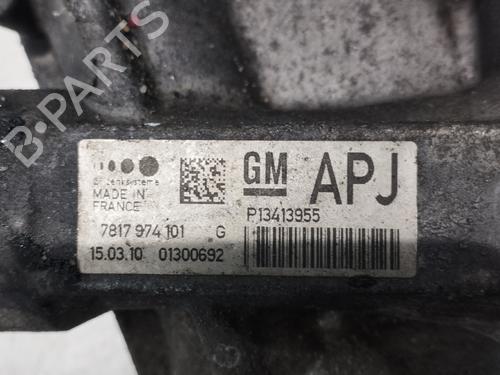 B-PARTS
MADE IN
FRANCE
7817 974 101 G
15.03.10 01300692
GM APJ
P13413955